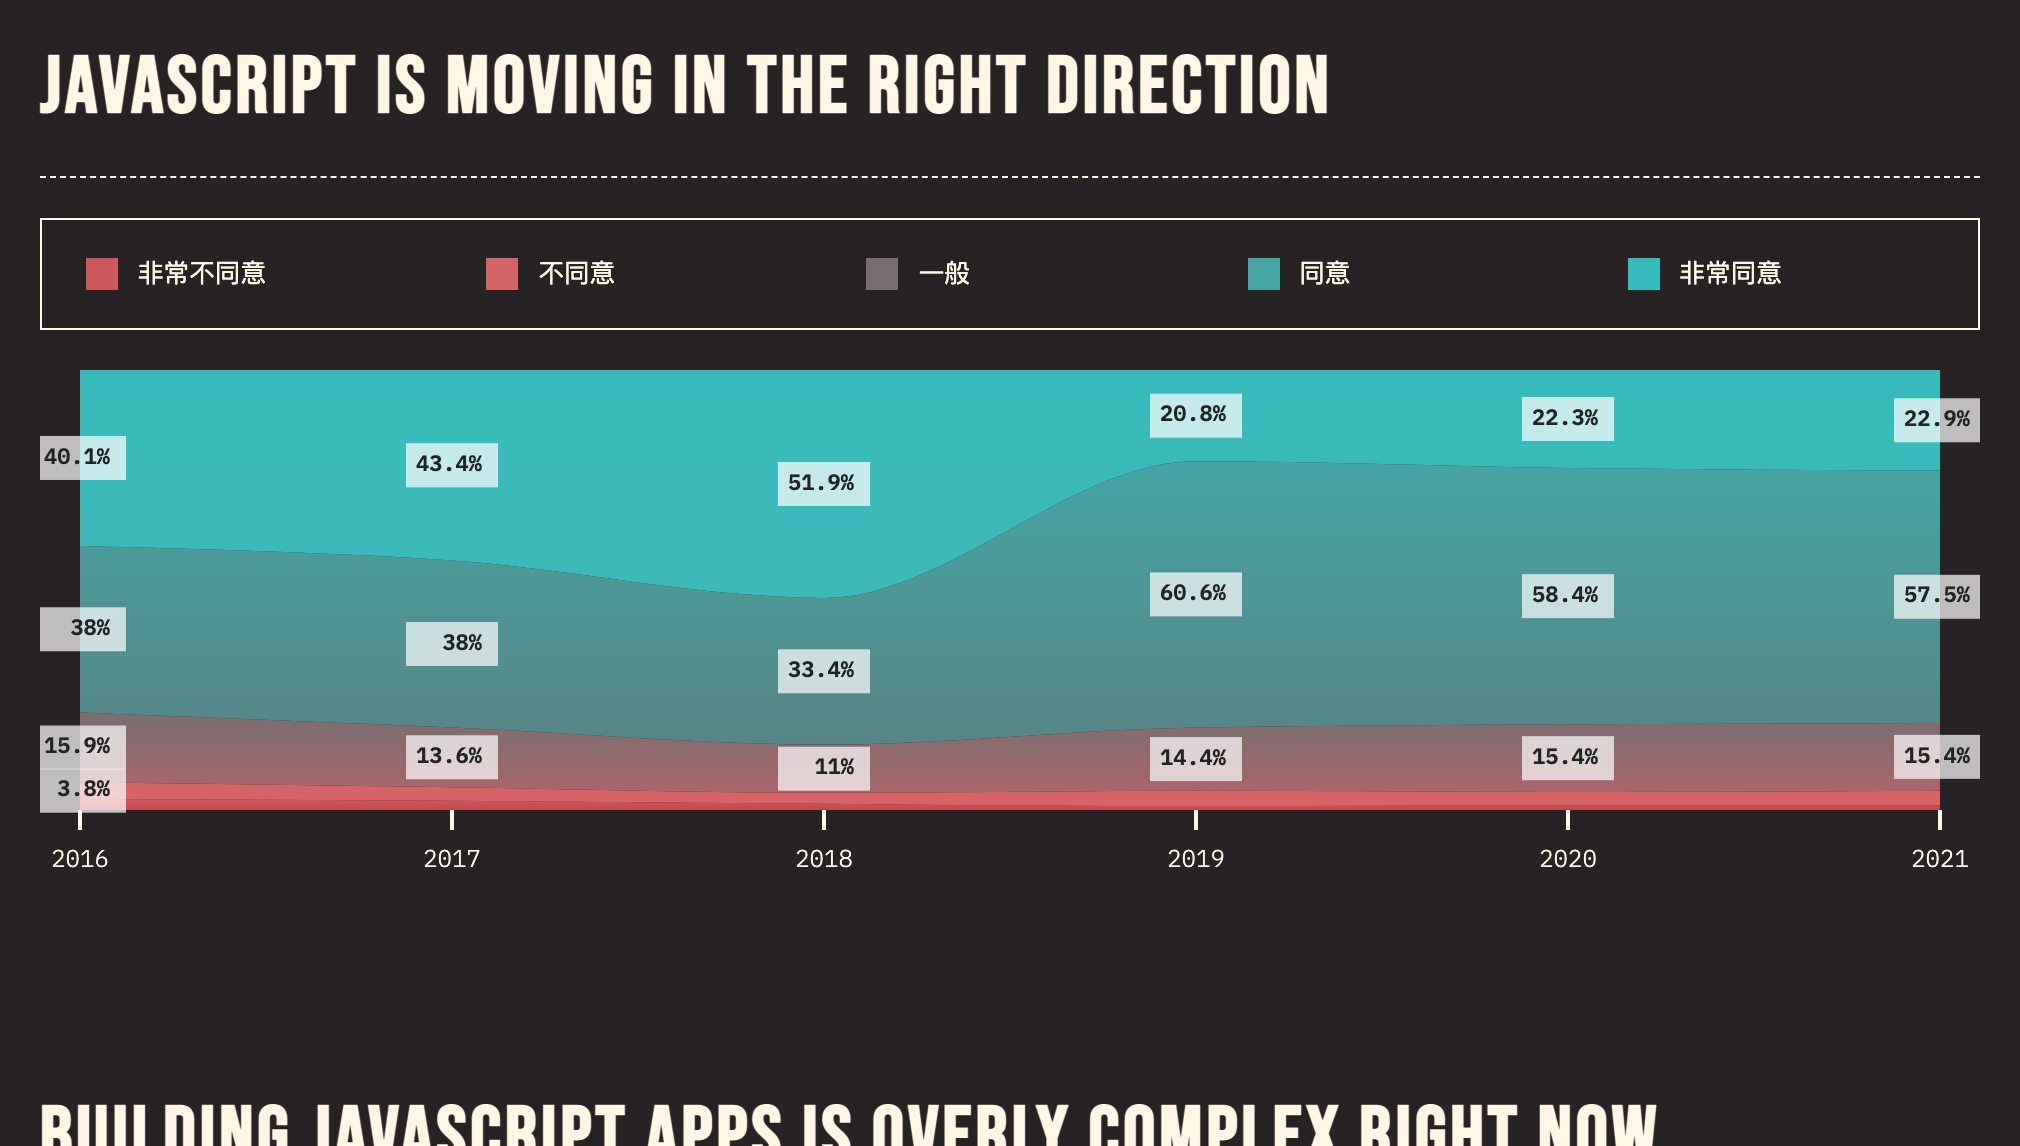 JAVASCRIPT IS MOVING IN THE RIGHT DIRECTION
非常不同意 不同意 一般 同意 非常同意
20.8% 22.3% 22.9%
40.1% 43.4% 51.9%
60.6% 58.4% 57.5%
38% 38% 33.4%
15.9% 13.6% 11% 14.4% 15.4% 15.4%
3.8%
2016 2017 2018 2019 2020 2021
BUILDING JAVASCRIPT APPS IS OVERLY COMPLEX RIGHT NOW